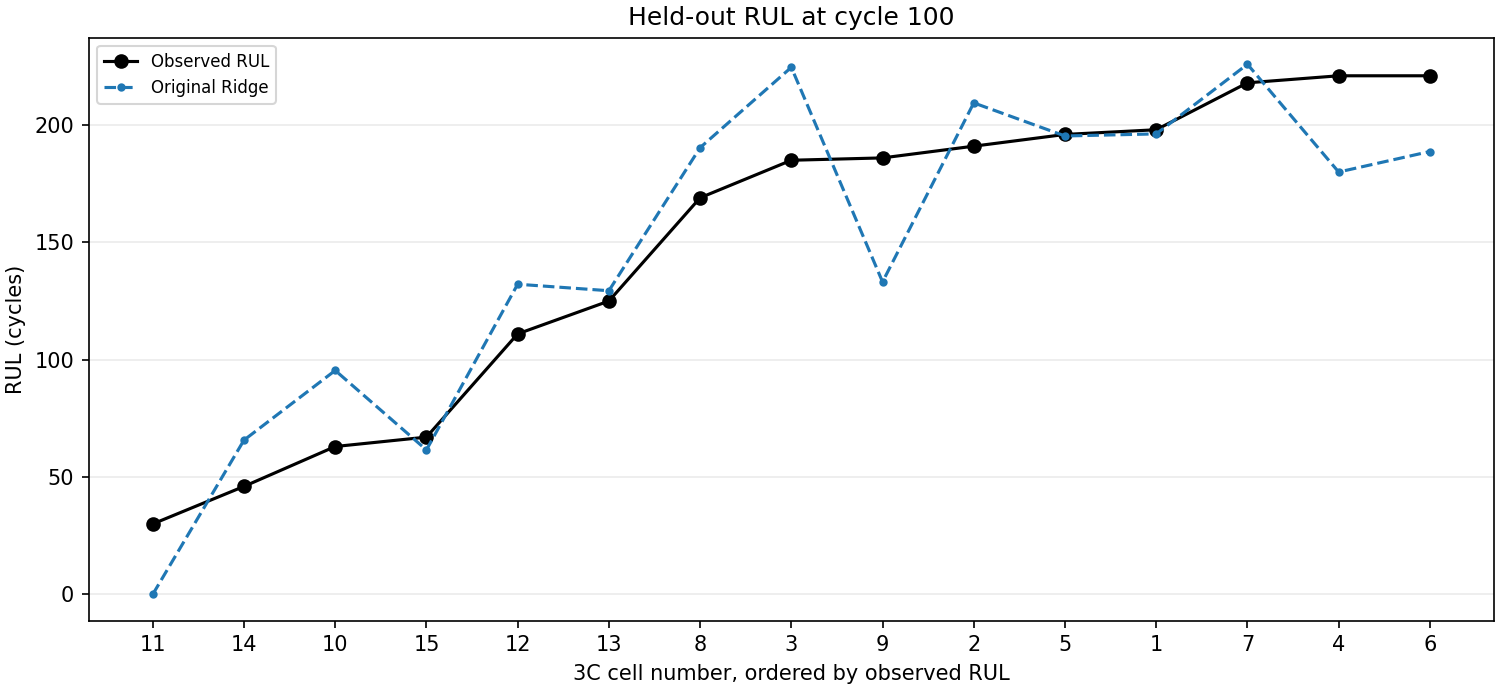 Held-out RUL at cycle 100
Observed RUL
Original Ridge
RUL (cycles)
200
150
100
50
0
11 14 10 15 12 13 8 3 9 2 5 1 7 4 6
3C cell number, ordered by observed RUL